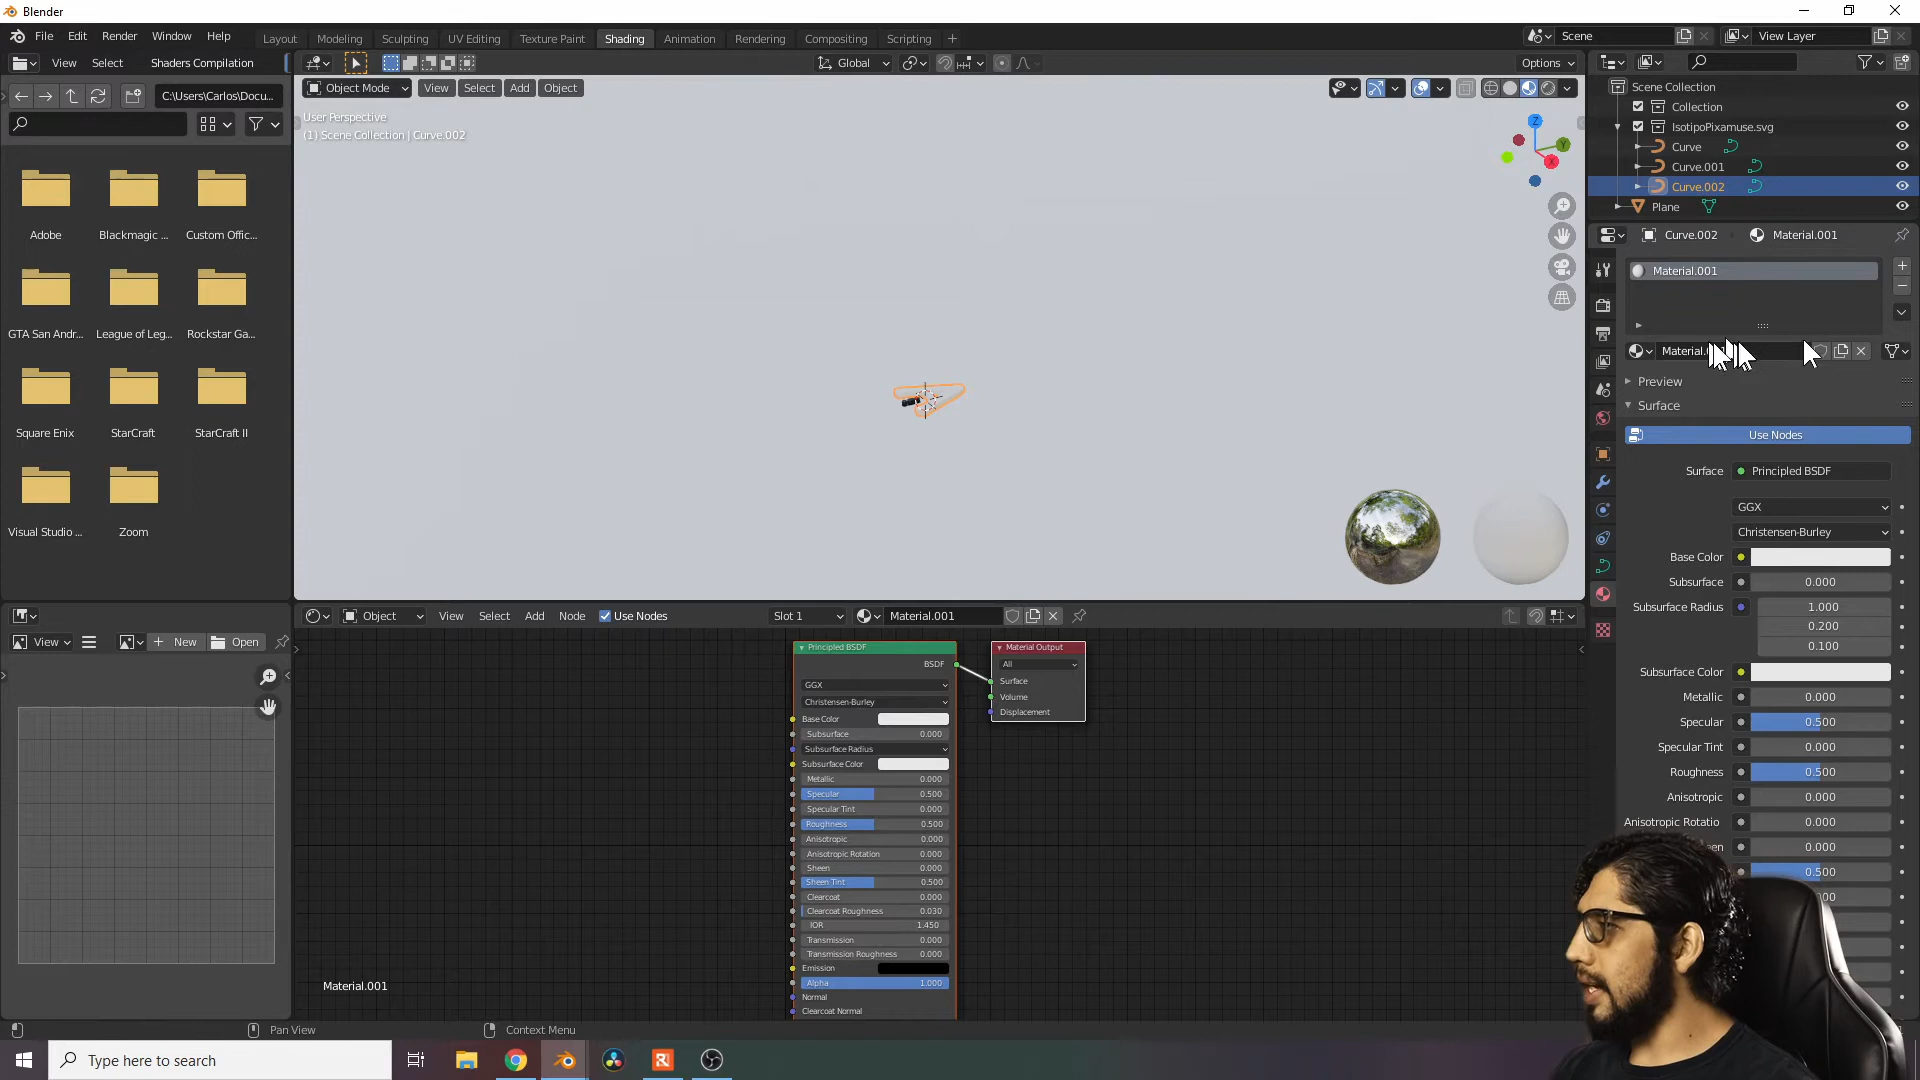 Blender
File Edit Render Window Help
Layout Modeling Sculpting UV Editing Texture Paint Shading Animation Rendering Compositing Scripting +
Scene
View Layer
View Select Shaders Compilation
Global
Options
C:\Users\Carlos\Docu...
Object Mode View Select Add Object
User Perspective
(1) Scene Collection | Curve.002
Z
Y
X
Adobe
Blackmagic ...
Custom Offic...
GTA San Andr...
League of Leg...
Rockstar Ga...
Square Enix
StarCraft
StarCraft II
Visual Studio ...
Zoom
Scene Collection
Collection
IsotipoPixamuse.svg
Curve
Curve.001
Curve.002
Plane
Curve.002
Material.001
Material.001
Preview
Surface
Use Nodes
Surface Principled BSDF
GGX
Christensen-Burley
Base Color
Subsurface 0.000
Subsurface Radius 1.000
0.200
0.100
Subsurface Color
Metallic 0.000
Specular 0.500
Specular Tint 0.000
Roughness 0.500
Anisotropic 0.000
Anisotropic Rotatio 0.000
0.000
0.500
View New Open
Object View Select Add Node Use Nodes Slot 1 Material.001
Principled BSDF
BSDF
GGX
Christensen-Burley
Base Color
Subsurface 0.000
Subsurface Radius
Subsurface Color
Metallic 0.000
Specular 0.500
Specular Tint 0.000
Roughness 0.500
Anisotropic 0.000
Anisotropic Rotation 0.000
Sheen 0.000
Sheen Tint 0.500
Clearcoat 0.000
Clearcoat Roughness 0.030
IOR 1.450
Transmission 0.000
Transmission Roughness 0.000
Emission
Alpha 1.000
Normal
Clearcoat Normal
Material Output
All
Surface
Volume
Displacement
Material.001
Pan View
Context Menu
Type here to search